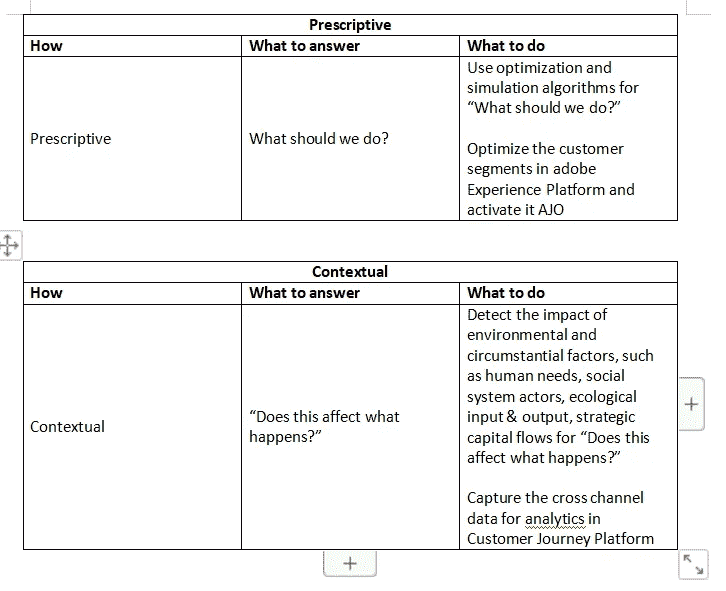 Prescriptive
How What to answer What to do
Prescriptive What should we do?
Use optimization and
simulation algorithms for
“What should we do?”
Optimize the customer
segments in adobe
Experience Platform and
activate it AJO
Contextual
How What to answer What to do
Contextual
“Does this affect what
happens?”
Detect the impact of
environmental and
circumstantial factors, such
as human needs, social
system actors, ecological
input & output, strategic
capital flows for “Does this
affect what happens?”
Capture the cross channel
data for analytics in
Customer Journey Platform